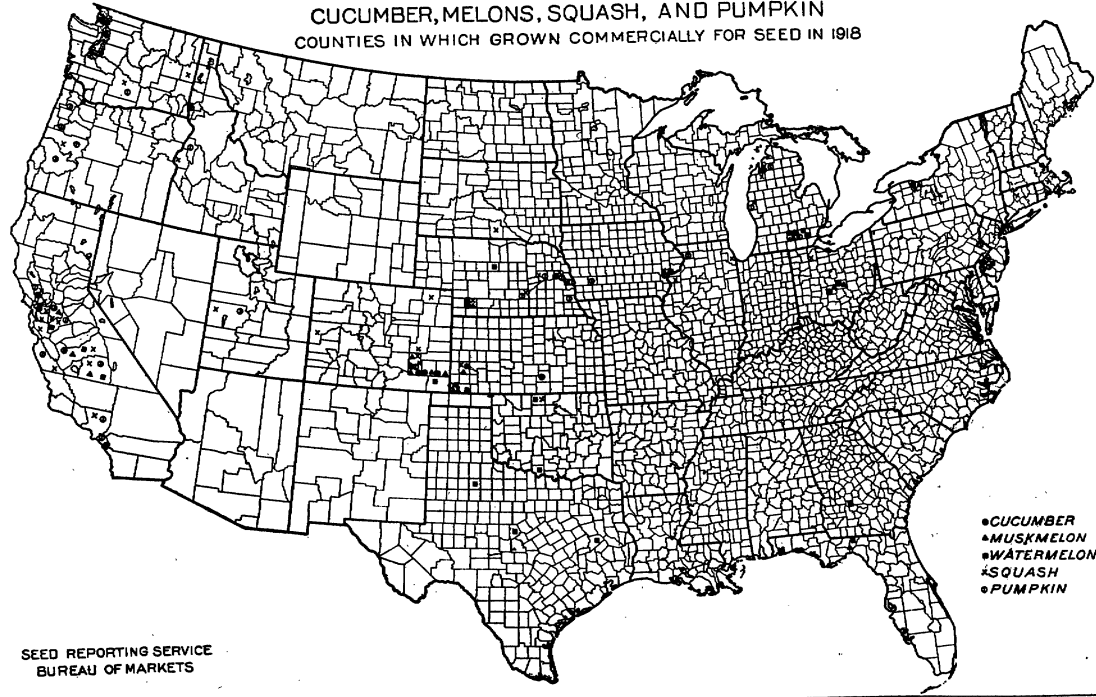 CUCUMBER, MELONS, SQUASH, AND PUMPKIN
COUNTIES IN WHICH GROWN COMMERCIALLY FOR SEED IN 1918
CUCUMBER
MUSKMELON
WATERMELON
SQUASH
PUMPKIN
SEED REPORTING SERVICE
BUREAU OF MARKETS